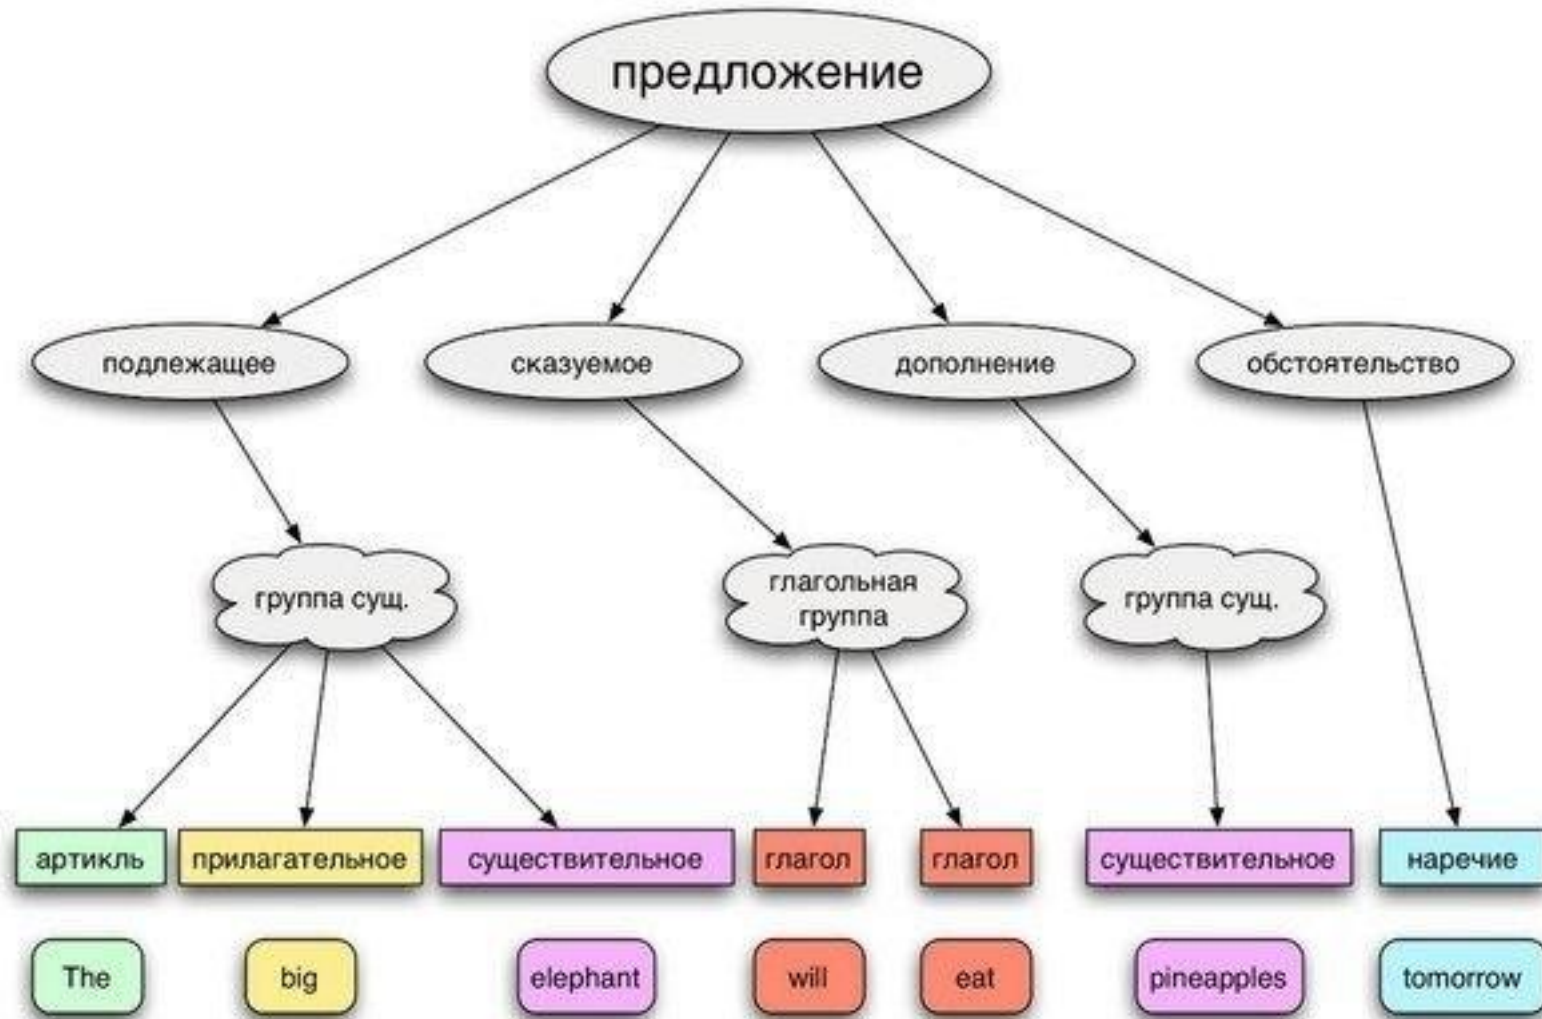 предложение
подлежащее
сказуемое
дополнение
обстоятельство
группа сущ.
глагольная
группа
группа сущ.
артикль
прилагательное
существительное
глагол
глагол
существительное
наречие
The
big
elephant
will
eat
pineapples
tomorrow